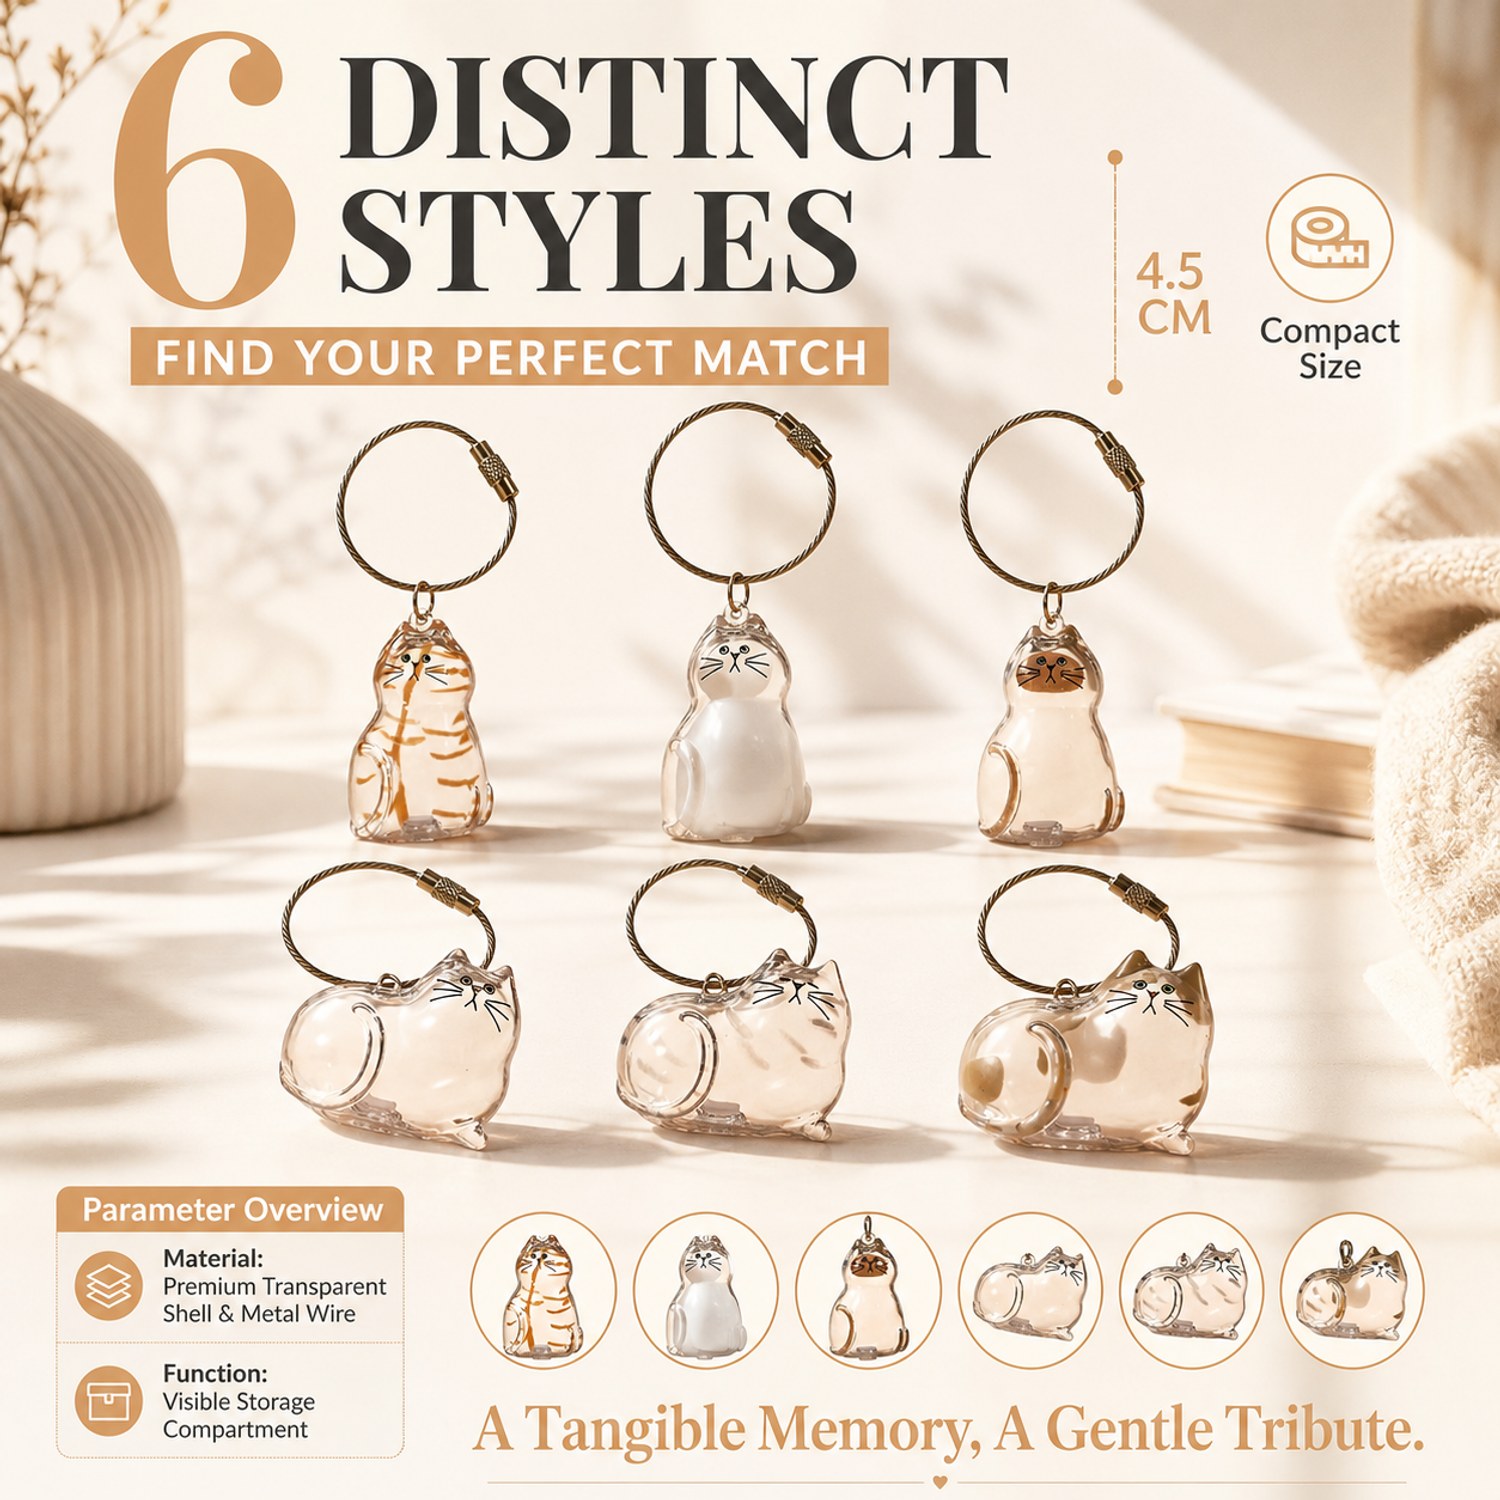 6 DISTINCT
STYLES
FIND YOUR PERFECT MATCH
4.5
CM
Compact
Size
Parameter Overview
Material:
Premium Transparent
Shell & Metal Wire
Function:
Visible Storage
Compartment
A Tangible Memory, A Gentle Tribute.